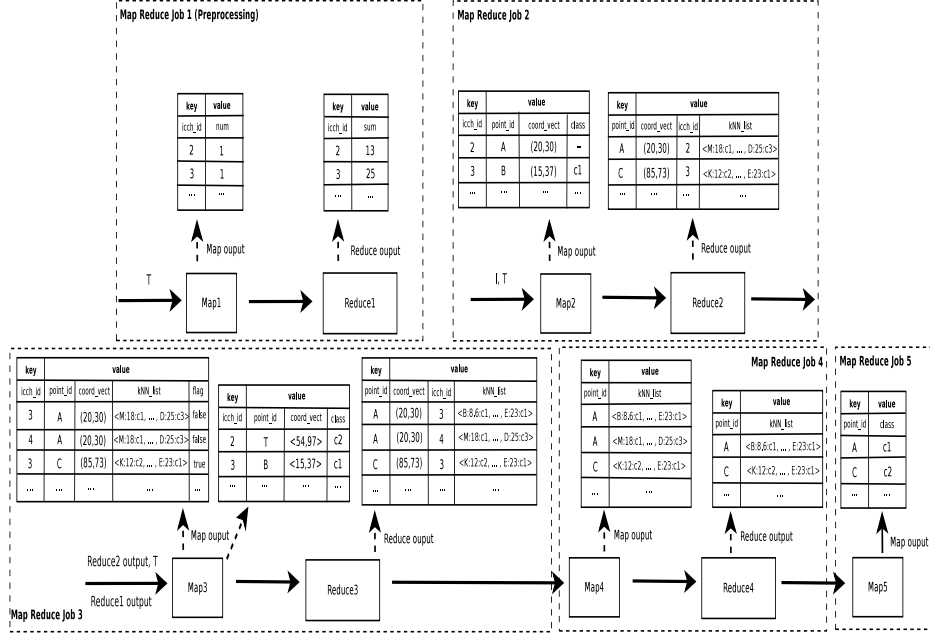 Map Reduce Job 1 (Preprocessing)
key value
icch_id num
2 1
3 1
... ...
Map ouput
key value
icch_id sum
2 13
3 25
... ...
Reduce ouput
T
Map1
Reduce1
Map Reduce Job 2
key value
icch_id point_id coord_vect class
2 A (20,30) –
3 B (15,37) c1
... ... ... ...
Map ouput
key value
point_id coord_vect icch_id kNN_list
A (20,30) 2 <M:18:c1, ... , D:25:c3>
C (85,73) 3 <K:12:c2, ... , E:23:c1>
... ... ... ...
Reduce ouput
I, T
Map2
Reduce2
key value
icch_id point_id coord_vect kNN_list flag
3 A (20,30) <M:18:c1, ... , D:25:c3> false
4 A (20,30) <M:18:c1, ... , D:25:c3> false
3 C (85,73) <K:12:c2, ... , E:23:c1> true
... ... ... ... ...
Map ouput
key value
icch_id point_id coord_vect class
2 T <54,97> c2
3 B <15,37> c1
... ... ... ...
key value
point_id coord_vect icch_id kNN_list
A (20,30) 3 <B:8,6:c1, ... , E:23:c1>
A (20,30) 4 <M:18:c1, ... , D:25:c3>
C (85,73) 3 <K:12:c2, ... , E:23:c1>
... ... ... ...
Reduce ouput
Reduce2 output, T
Reduce1 output
Map3
Reduce3
Map Reduce Job 3
Map Reduce Job 4
key value
point_id kNN_list
A <B:8,6:c1, ... , E:23:c1>
A <M:18:c1, ... , D:25:c3>
C <K:12:c2, ... , E:23:c1>
... ...
Map ouput
key value
point_id kNN_list
A <B:8,6:c1, ... , E:23:c1>
C <K:12:c2, ... , E:23:c1>
... ...
Reduce output
Map4
Reduce4
Map Reduce Job 5
key value
point_id class
A c1
C c2
... ...
Map ouput
Map5